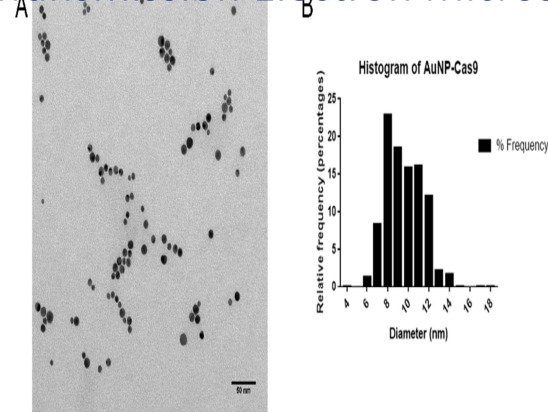 A
B
Histogram of AuNP-Cas9
Relative frequency (percentages)
25
20
15
10
5
0
4 6 8 10 12 14 16 18
Diameter (nm)
% Frequency
50 nm